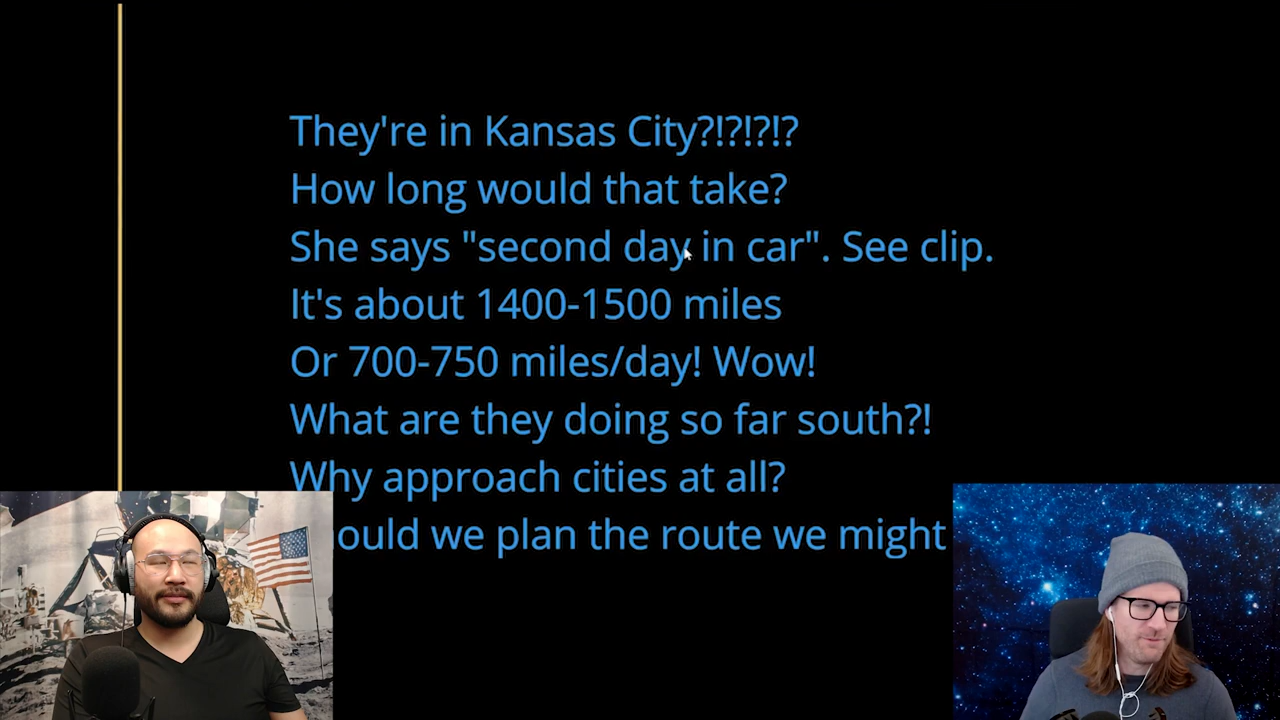 They're in Kansas City?!?!?!?
How long would that take?
She says "second day in car". See clip.
It's about 1400-1500 miles
Or 700-750 miles/day! Wow!
What are they doing so far south?!
Why approach cities at all?
ould we plan the route we might